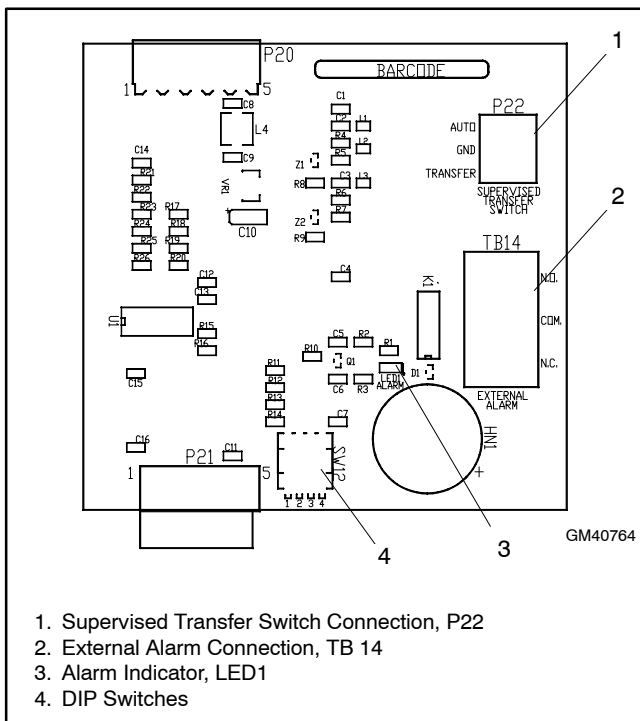 P20
1 5
BARCODE
1
P22
AUTO
GND
TRANSFER
SUPERVISED
TRANSFER
SWITCH
C8
L4
C9
VR1
C10
+
C1
C2 L1
R4
L2
R5
Z1
R8
C3 L3
R6
R7
Z2
R9
C14
R21
R22
R23 R17
R24 R18
R25 R19
R26 R20
2
TB14
N.O.
COM.
N.C.
EXTERNAL
ALARM
C4
K1
C12
C13
U1
R15
R16
C5 R2
R1
R10
Q1
LED1
ALARM
D1
C6 R3
C15
R11
R12
R13
R14
C7
HN1
+
C16
C11
P21
1 5
SW12
1 2 3 4
4
3
GM40764
1. Supervised Transfer Switch Connection, P22
2. External Alarm Connection, TB 14
3. Alarm Indicator, LED1
4. DIP Switches